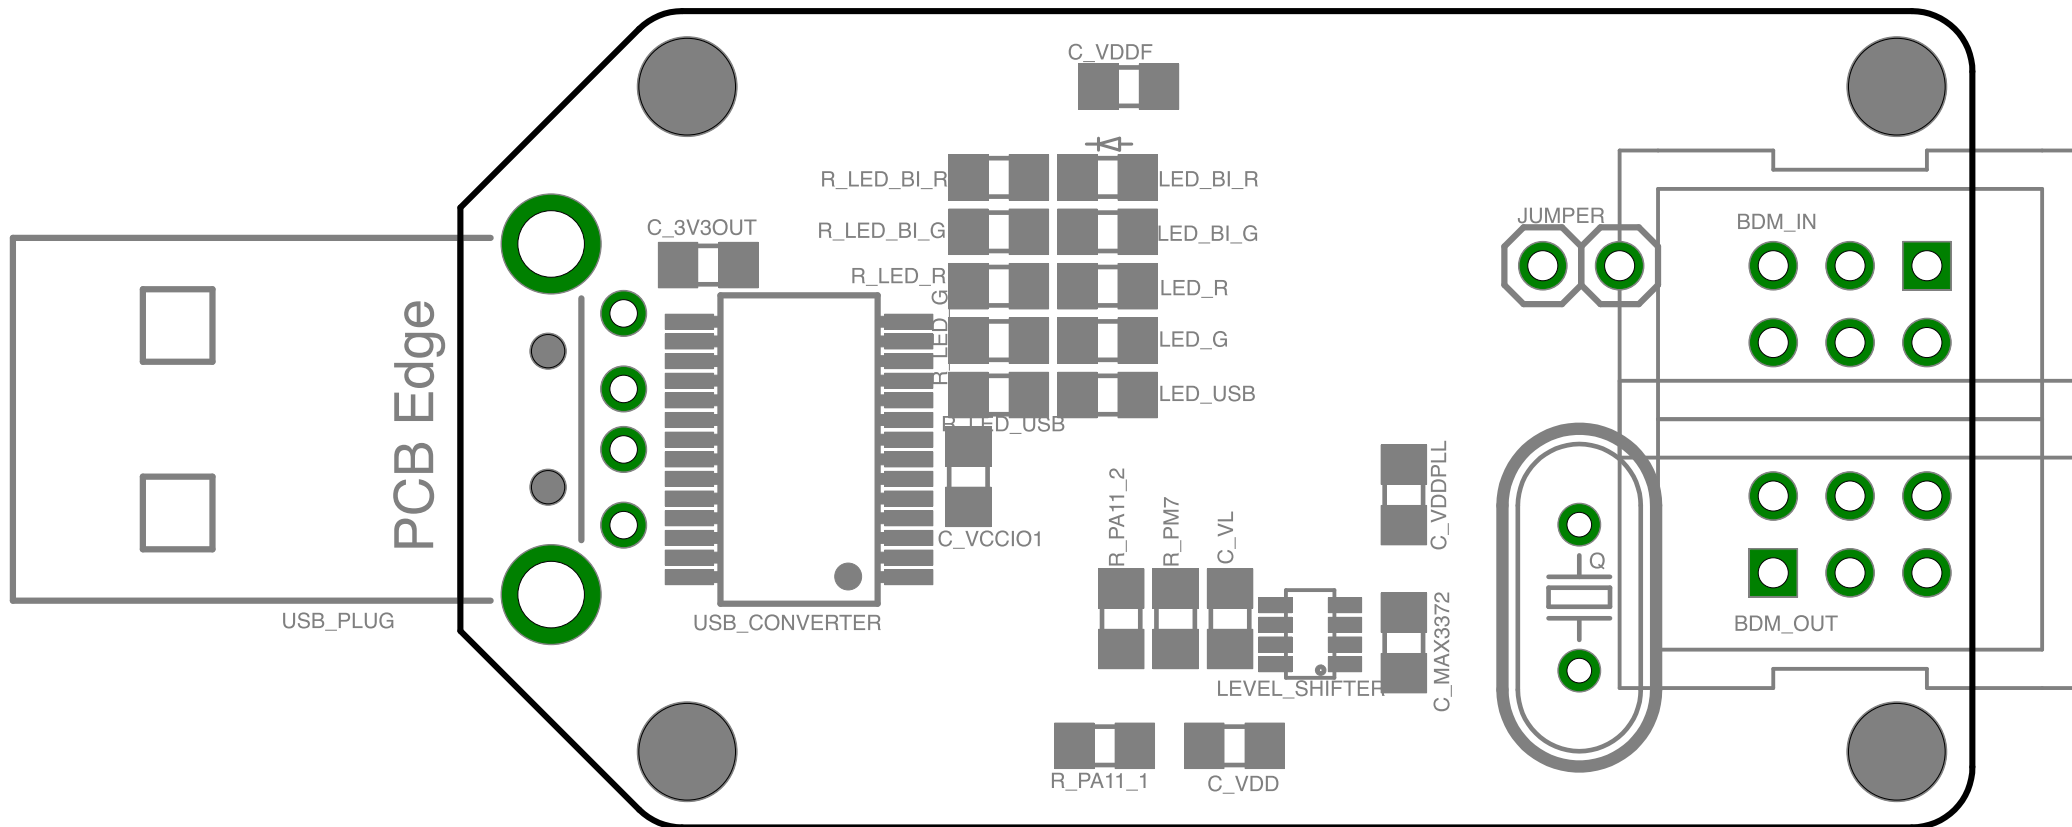 C_VDDF
R_LED_BI_R
LED_BI_R
C_3V3OUT
R_LED_BI_G
LED_BI_G
JUMPER
BDM_IN
R_LED_R
LED_R
R_LED_G
LED_G
PCB Edge
LED_USB
R_LED_USB
C_VCCIO1
R_PA11_2
R_PM7
C_VL
C_VDDPLL
Q
USB_PLUG
USB_CONVERTER
BDM_OUT
C_MAX3372
LEVEL_SHIFTER
R_PA11_1
C_VDD